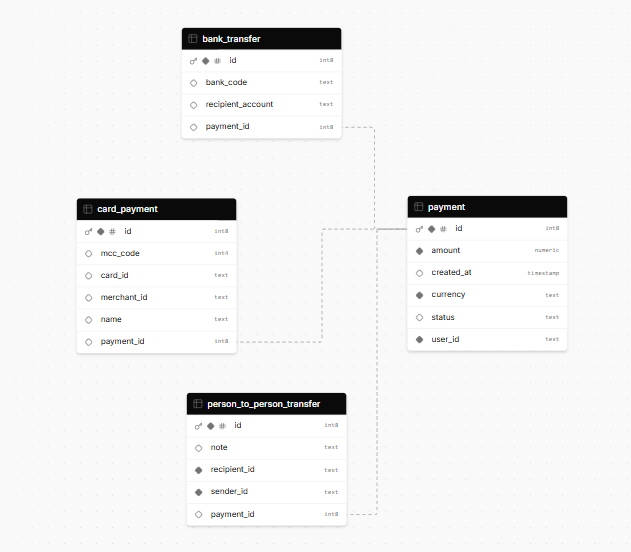 bank_transfer
id int8
bank_code text
recipient_account text
payment_id int8
card_payment
id int8
mcc_code int4
card_id text
merchant_id text
name text
payment_id int8
payment
id int8
amount numeric
created_at timestamp
currency text
status text
user_id text
person_to_person_transfer
id int8
note text
recipient_id text
sender_id text
payment_id int8